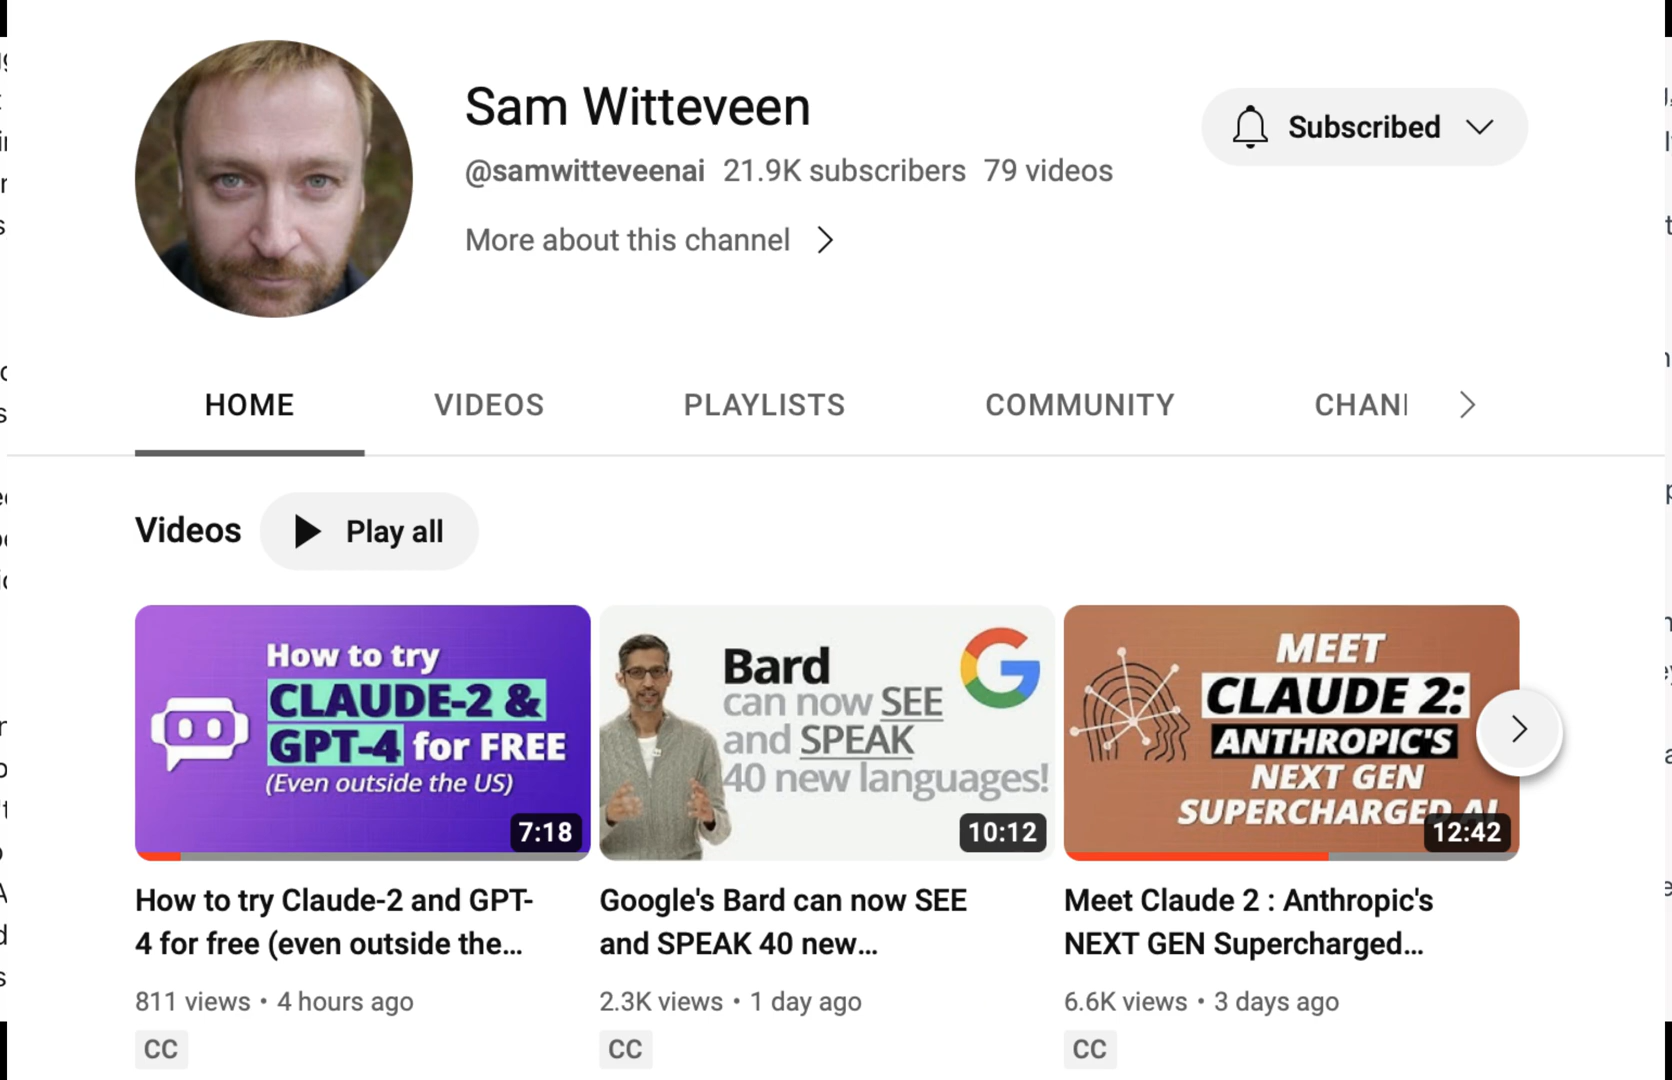 Sam Witteveen
@samwitteveenai 21.9K subscribers 79 videos
More about this channel
Subscribed
HOME VIDEOS PLAYLISTS COMMUNITY CHAN
Videos
Play all
How to try
CLAUDE-2 &
GPT-4 for FREE
(Even outside the US)
7:18
How to try Claude-2 and GPT-
4 for free (even outside the...
811 views • 4 hours ago
CC
Bard
can now SEE
and SPEAK
40 new languages!
10:12
Google's Bard can now SEE
and SPEAK 40 new...
2.3K views • 1 day ago
CC
MEET
CLAUDE 2:
ANTHROPIC'S
NEXT GEN
SUPERCHARGED AI
12:42
Meet Claude 2 : Anthropic's
NEXT GEN Supercharged...
6.6K views • 3 days ago
CC